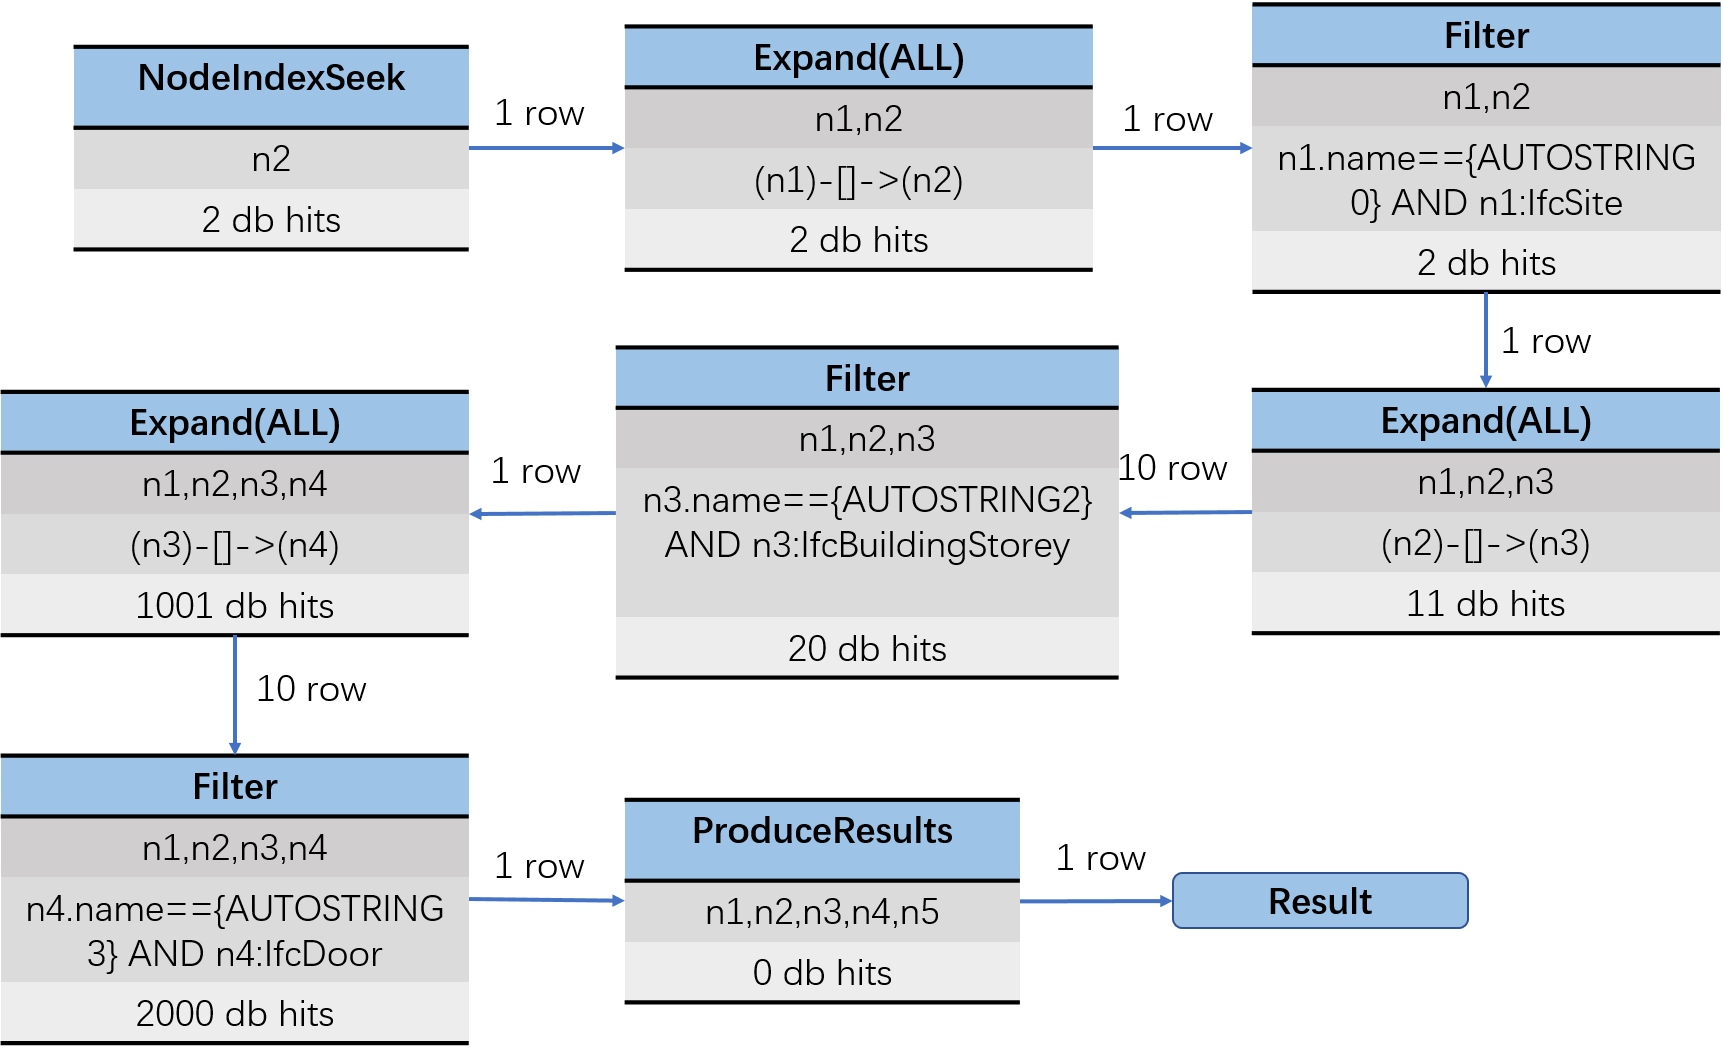 NodeIndexSeek
n2
2 db hits
1 row
Expand(ALL)
n1,n2
(n1)-[]->(n2)
2 db hits
1 row
Filter
n1,n2
n1.name=={AUTOSTRING
0} AND n1:IfcSite
2 db hits
1 row
Expand(ALL)
n1,n2,n3
(n2)-[]->(n3)
11 db hits
10 row
Filter
n1,n2,n3
n3.name=={AUTOSTRING2}
AND n3:IfcBuildingStorey
20 db hits
1 row
Expand(ALL)
n1,n2,n3,n4
(n3)-[]->(n4)
1001 db hits
10 row
Filter
n1,n2,n3,n4
n4.name=={AUTOSTRING
3} AND n4:IfcDoor
2000 db hits
1 row
ProduceResults
n1,n2,n3,n4,n5
0 db hits
1 row
Result